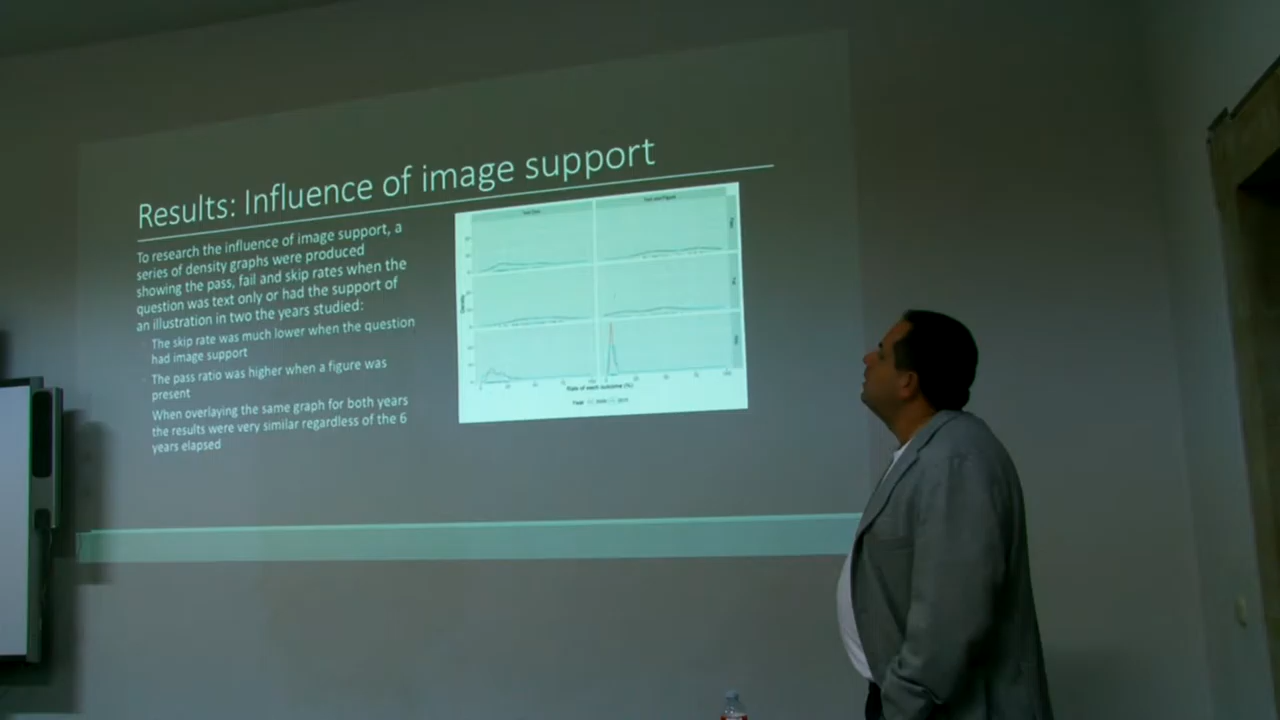 Results: Influence of image support
To research the influence of image support, a
series of density graphs were produced
showing the pass, fail and skip rates when the
question was text only or had the support of
an illustration in two the years studied:
The skip rate was much lower when the question
had image support
The pass ratio was higher when a figure was
present
When overlaying the same graph for both years
the results were very similar regardless of the 6
years elapsed
Rate of each outcome (%)